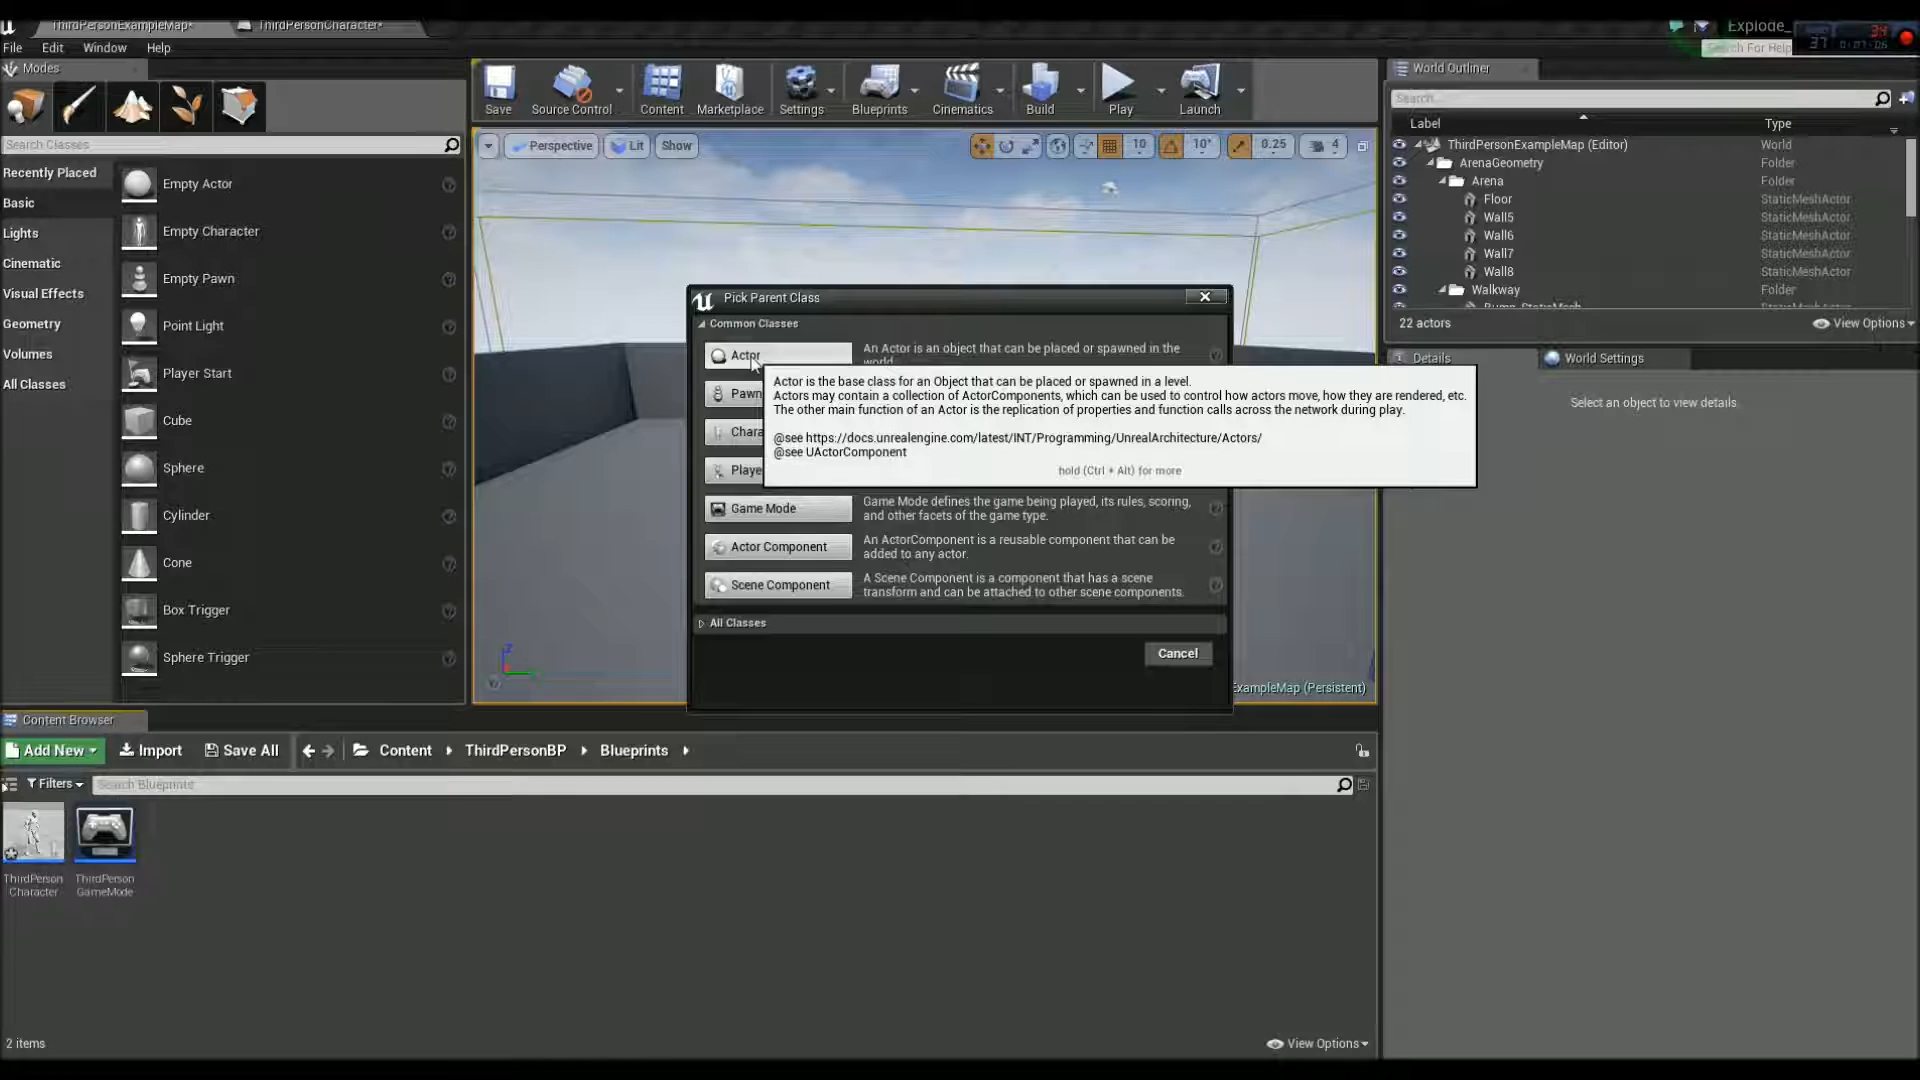 ThirdPersonExampleMap*
ThirdPersonCharacter*
Explode_
File Edit Window Help
Search For Help
34
37 0:07:06
Modes
Search Classes
Recently Placed
Basic
Lights
Cinematic
Visual Effects
Geometry
Volumes
All Classes
Empty Actor
Empty Character
Empty Pawn
Point Light
Player Start
Cube
Sphere
Cylinder
Cone
Box Trigger
Sphere Trigger
Save
Source Control
Content
Marketplace
Settings
Blueprints
Cinematics
Build
Play
Launch
Perspective
Lit
Show
10
10°
0.25
4
Pick Parent Class
Common Classes
Actor
An Actor is an object that can be placed or spawned in the
world.
Pawn
Chara
Playe
Actor is the base class for an Object that can be placed or spawned in a level.
Actors may contain a collection of ActorComponents, which can be used to control how actors move, how they are rendered, etc.
The other main function of an Actor is the replication of properties and function calls across the network during play.
@see https://docs.unrealengine.com/latest/INT/Programming/UnrealArchitecture/Actors/
@see UActorComponent
hold (Ctrl + Alt) for more
Game Mode
Game Mode defines the game being played, its rules, scoring,
and other facets of the game type.
Actor Component
An ActorComponent is a reusable component that can be
added to any actor.
Scene Component
A Scene Component is a component that has a scene
transform and can be attached to other scene components.
All Classes
Cancel
Z
ExampleMap (Persistent)
World Outliner
Search...
Label Type
ThirdPersonExampleMap (Editor) World
ArenaGeometry Folder
Arena Folder
Floor StaticMeshActor
Wall5 StaticMeshActor
Wall6 StaticMeshActor
Wall7 StaticMeshActor
Wall8 StaticMeshActor
Walkway Folder
Bump_StaticMesh StaticMeshActor
22 actors
View Options
Details
World Settings
Select an object to view details.
Content Browser
Add New
Import
Save All
Content
ThirdPersonBP
Blueprints
Filters
Search Blueprints
ThirdPerson
Character
ThirdPerson
GameMode
2 items
View Options